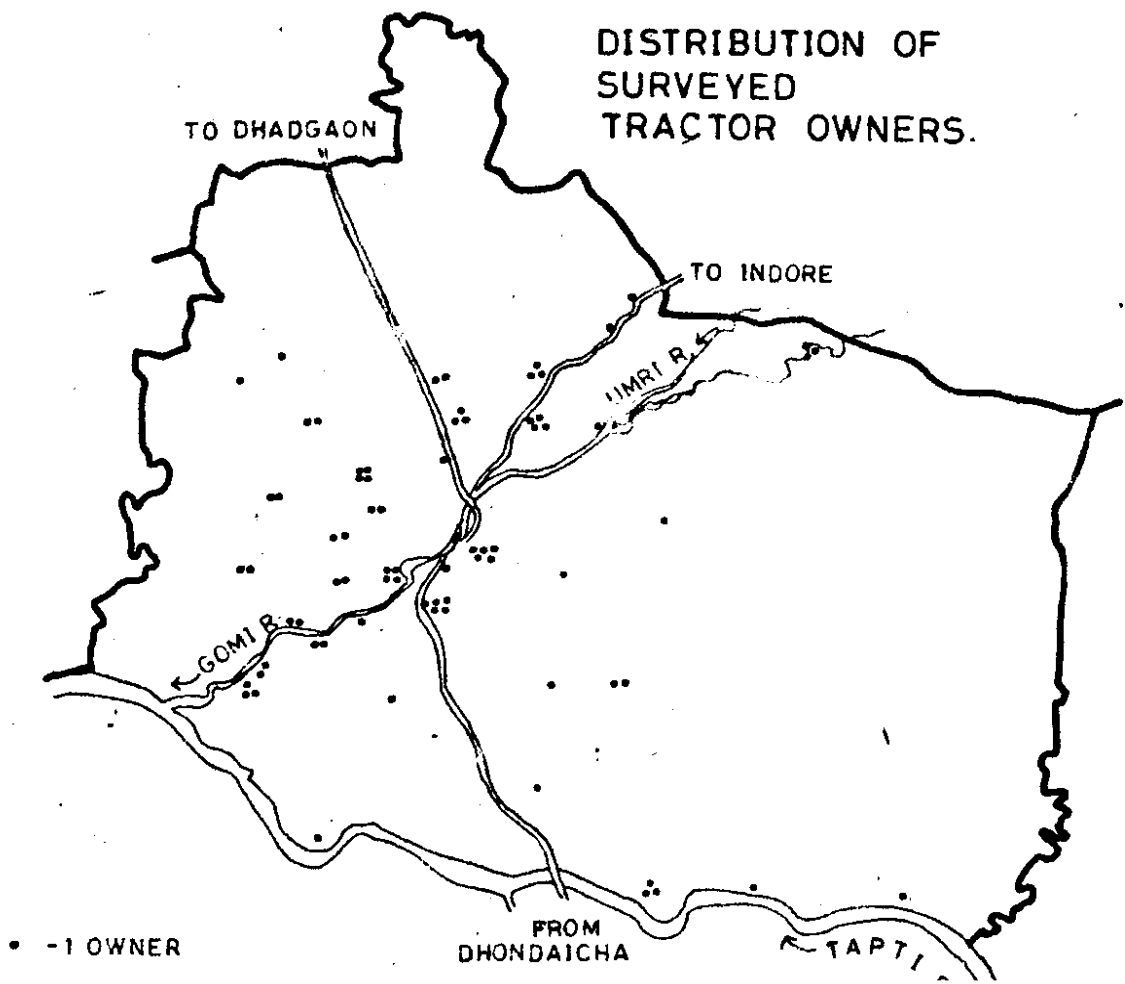 DISTRIBUTION OF
SURVEYED
TRACTOR OWNERS.
TO DHADGAON
TO INDORE
UMRI R.
GOMI R.
• -1 OWNER
FROM
DHONDAICHA
TAPTI